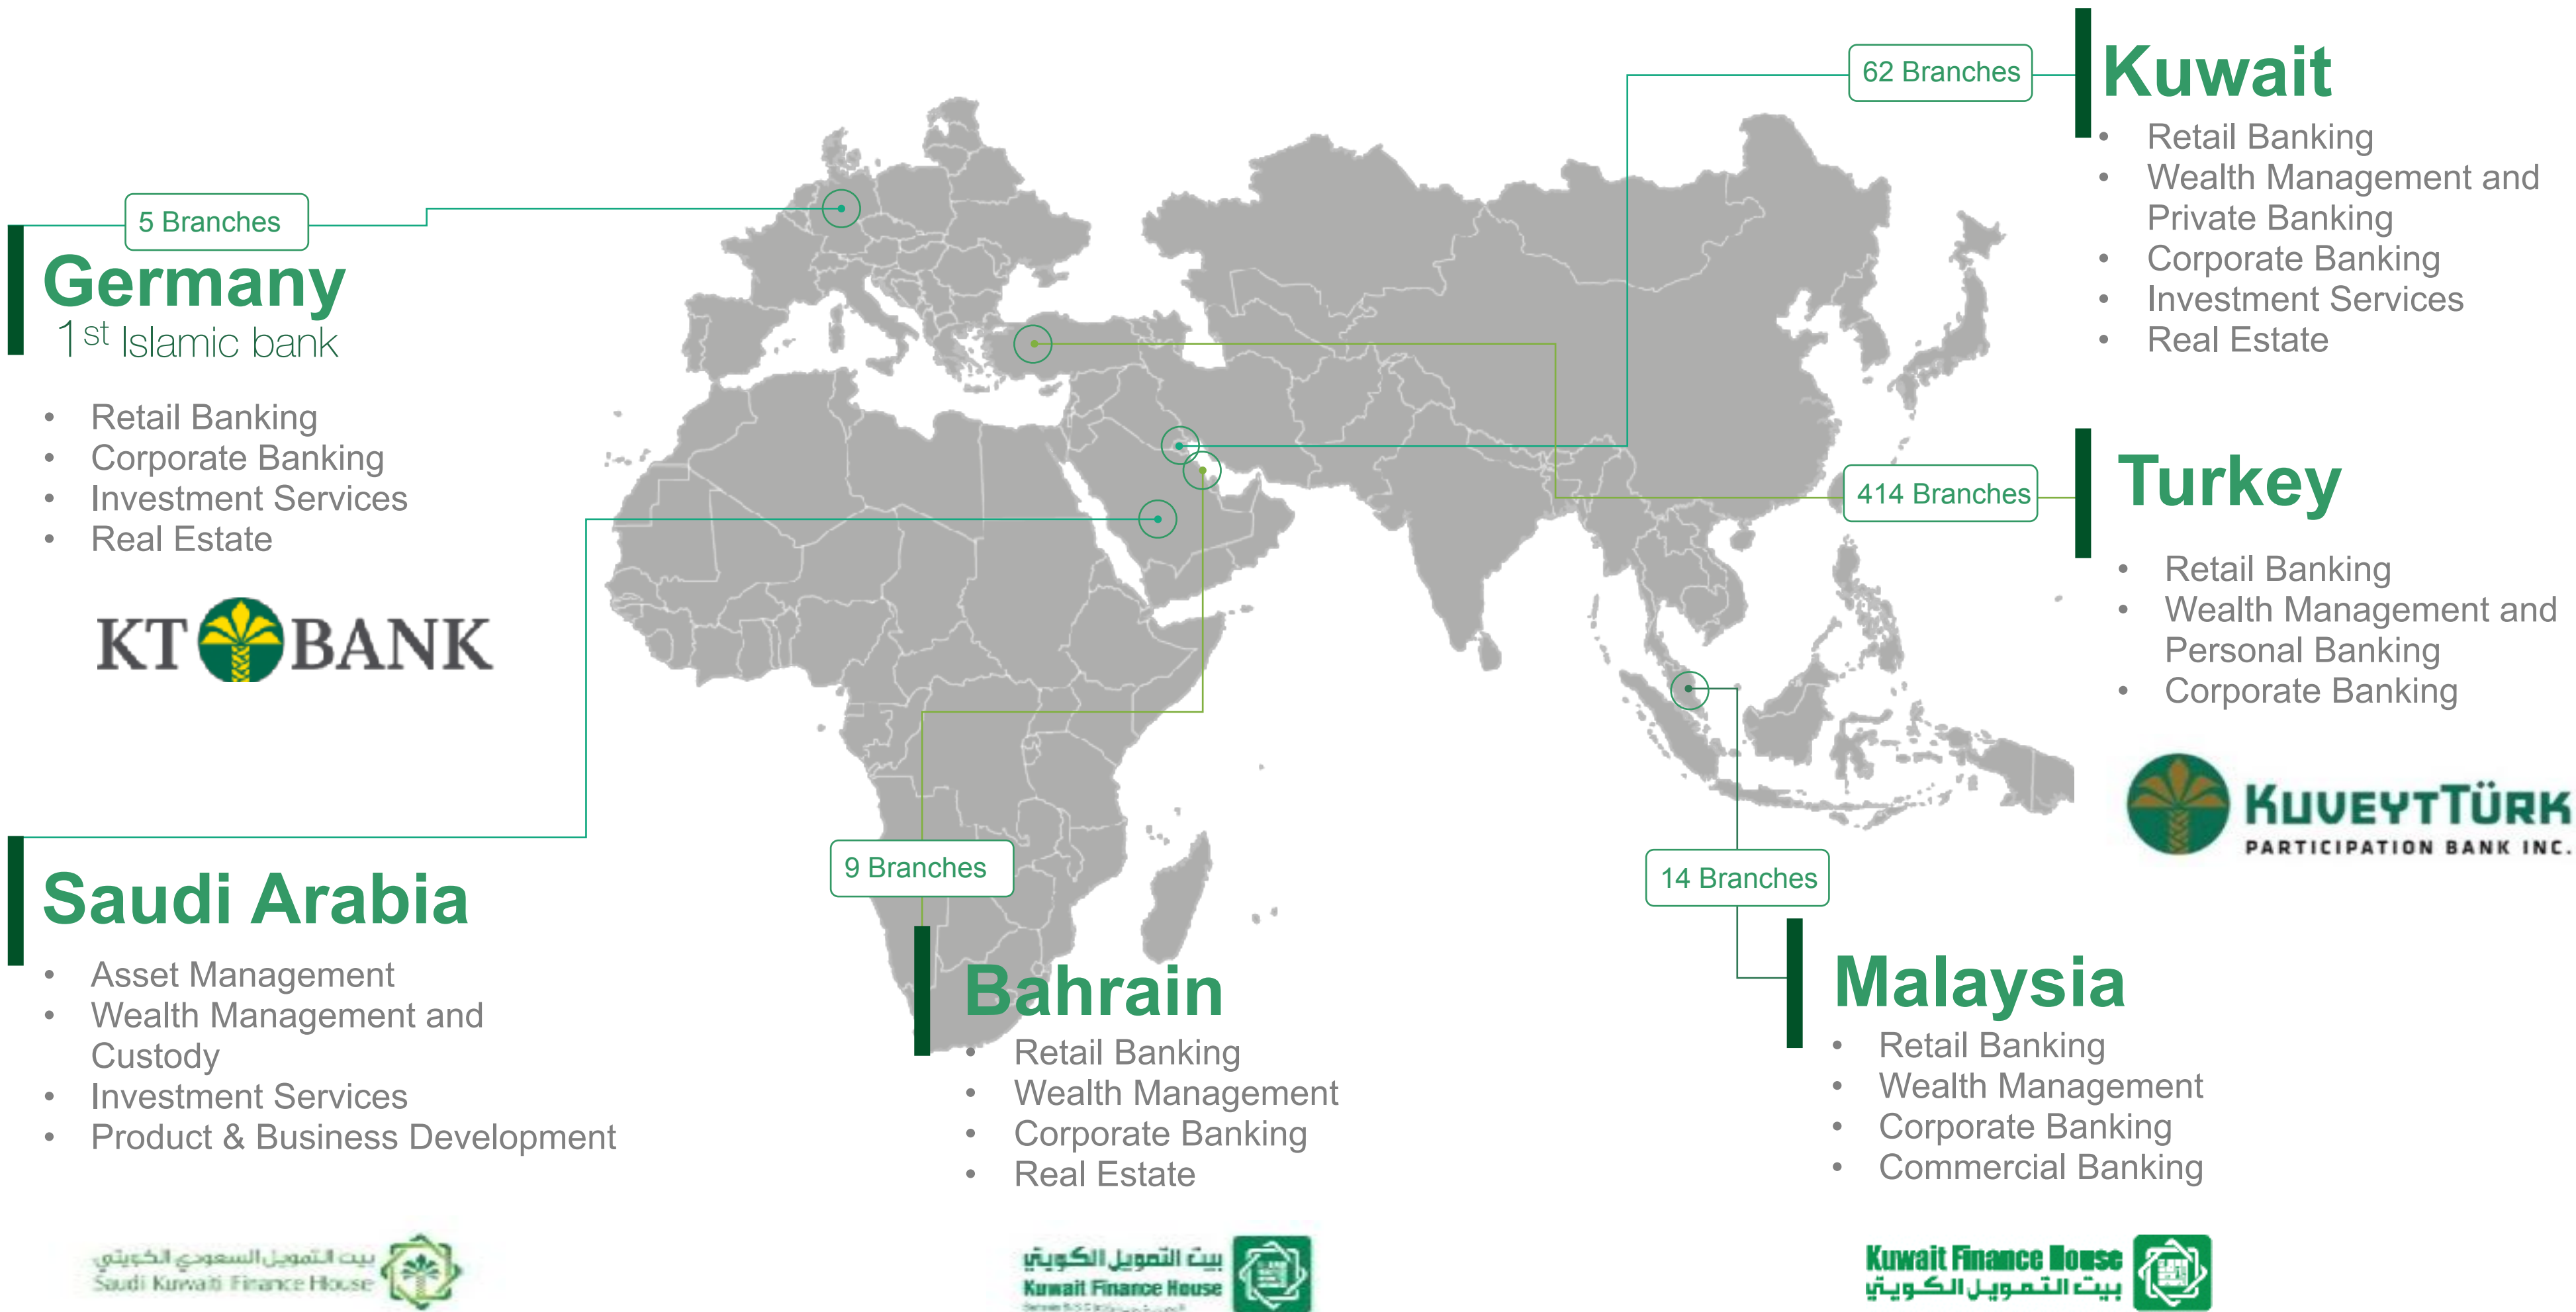 62 Branches
Kuwait
• Retail Banking
• Wealth Management and
Private Banking
• Corporate Banking
• Investment Services
• Real Estate
5 Branches
Germany
1st Islamic bank
• Retail Banking
• Corporate Banking
• Investment Services
• Real Estate
KT BANK
414 Branches
Turkey
• Retail Banking
• Wealth Management and
Personal Banking
• Corporate Banking
KUVEYT TÜRK
PARTICIPATION BANK INC.
Saudi Arabia
• Asset Management
• Wealth Management and
Custody
• Investment Services
• Product & Business Development
بيت التمويل السعودي الكويتي
Saudi Kuwaiti Finance House
9 Branches
Bahrain
• Retail Banking
• Wealth Management
• Corporate Banking
• Real Estate
بيت التمويل الكويتي
Kuwait Finance House
14 Branches
Malaysia
• Retail Banking
• Wealth Management
• Corporate Banking
• Commercial Banking
Kuwait Finance House
بيت التمويل الكويتي